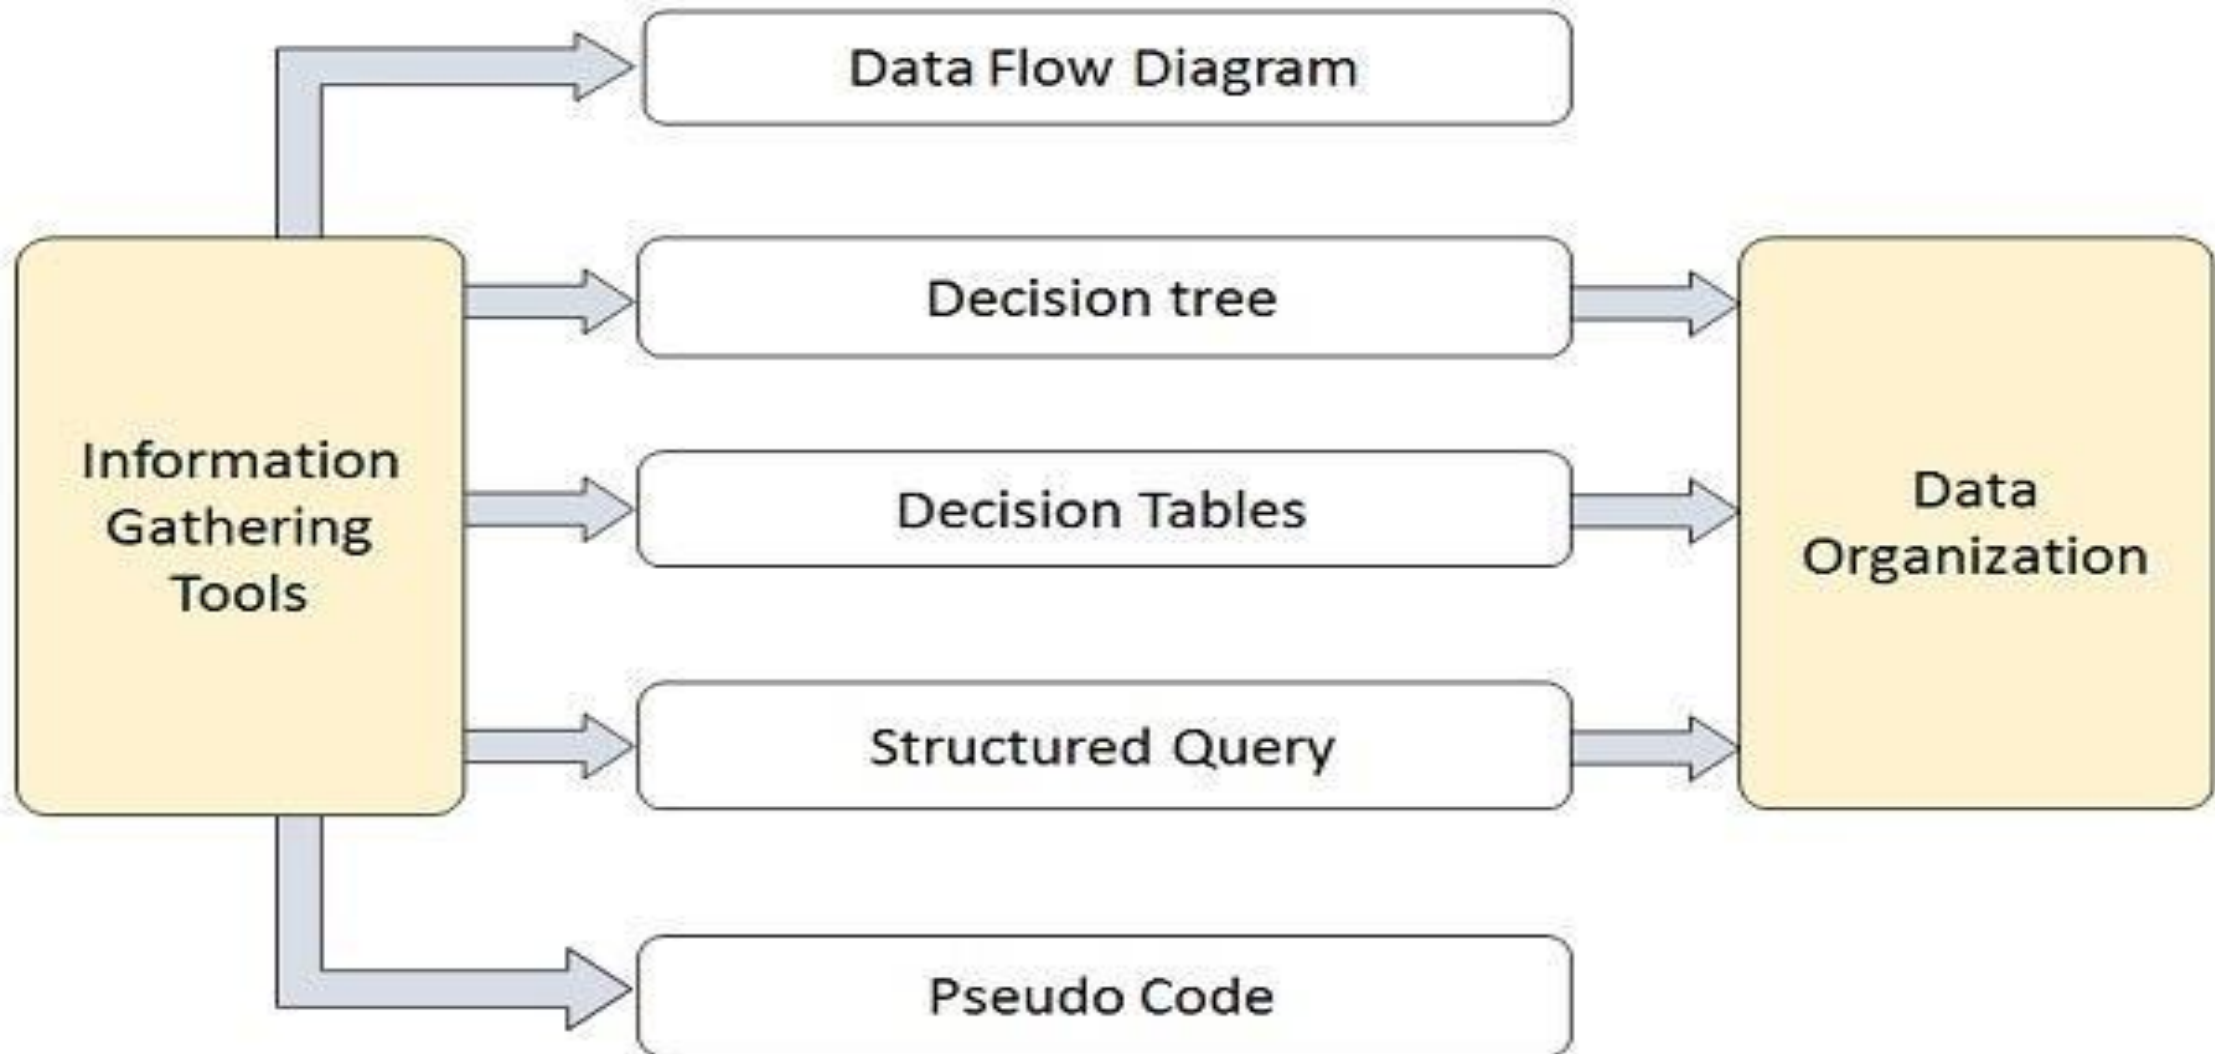 Data Flow Diagram
Decision tree
Information
Gathering
Tools
Decision Tables
Data
Organization
Structured Query
Pseudo Code